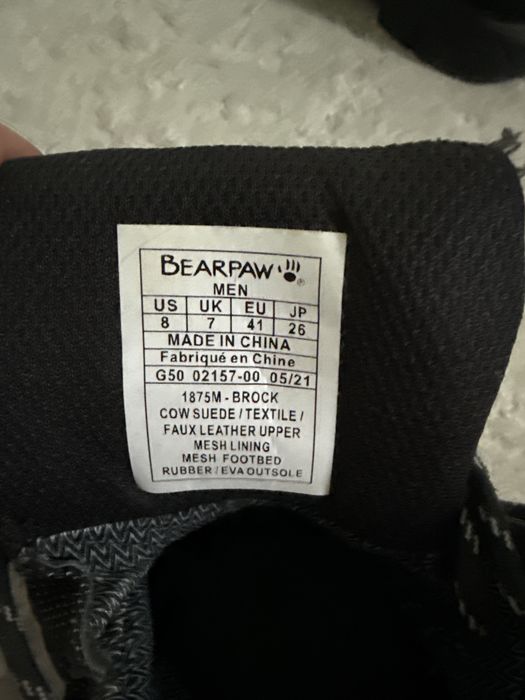 BEARPAW ®
MEN
US UK EU JP
8 7 41 26
MADE IN CHINA
Fabriqué en Chine
G50 02157-00 05/21
1875M - BROCK
COW SUEDE / TEXTILE /
FAUX LEATHER UPPER
MESH LINING
MESH FOOTBED
RUBBER / EVA OUTSOLE